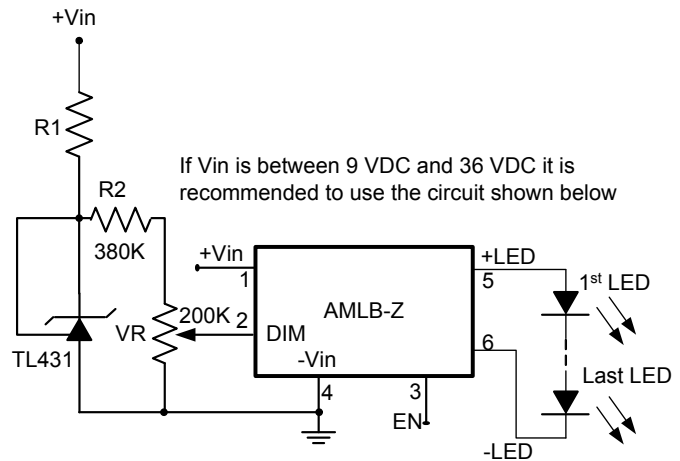 +Vin
R1
If Vin is between 9 VDC and 36 VDC it is
recommended to use the circuit shown below
R2
380K
+Vin
1
+LED
5
1st LED
200K
2
DIM
AMLB-Z
VR
TL431
-Vin
6
Last LED
4
3
EN
-LED